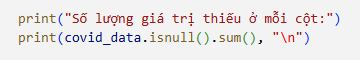 print("Số lượng giá trị thiếu ở mỗi cột:")
print(covid_data.isnull().sum(), "\n")